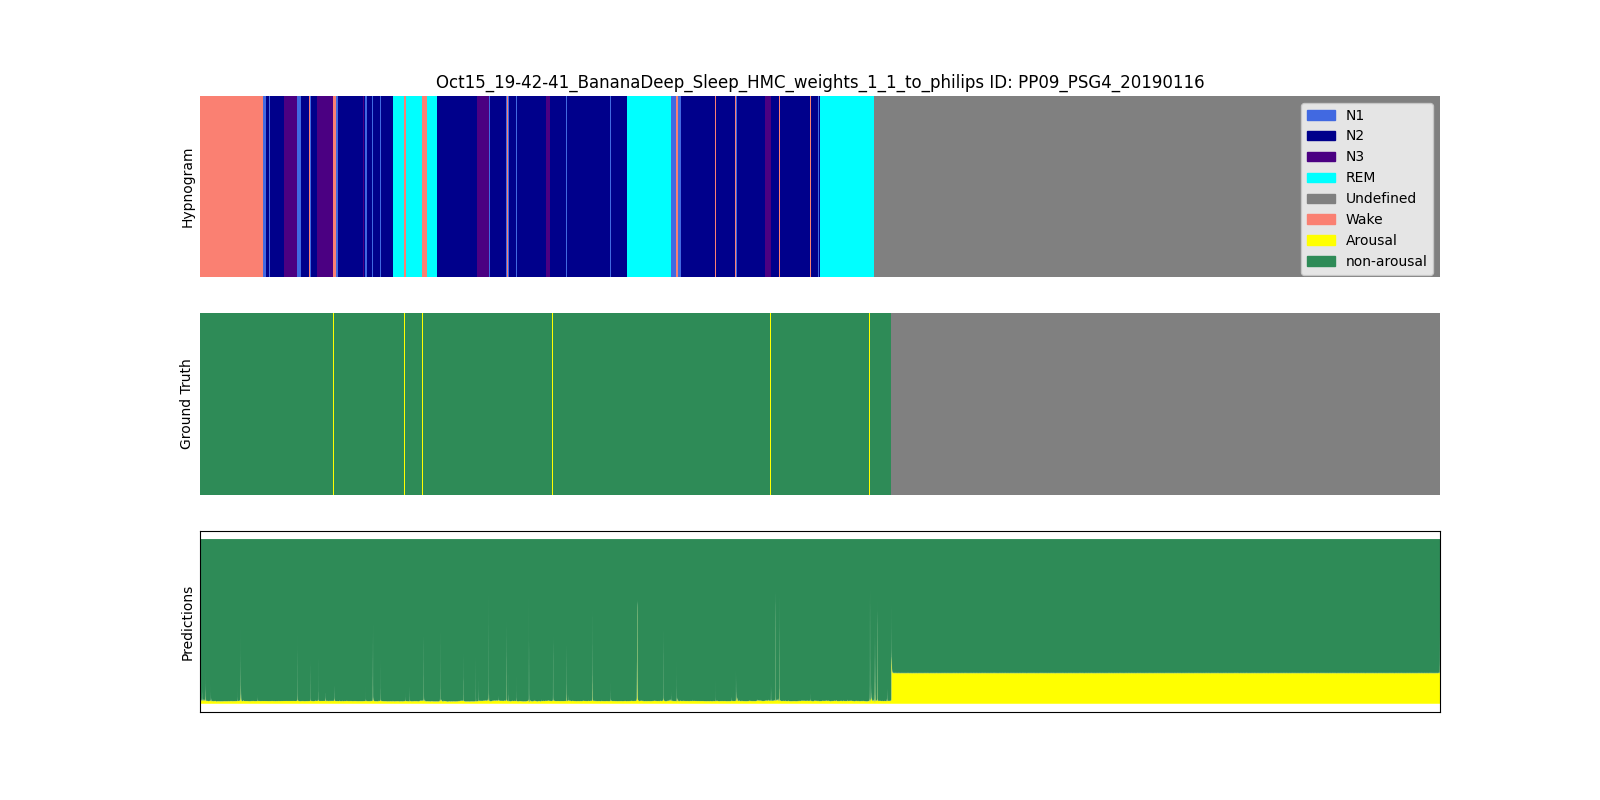 Oct15_19-42-41_BananaDeep_Sleep_HMC_weights_1_1_to_philips ID: PP09_PSG4_20190116
Hypnogram
N1
N2
N3
REM
Undefined
Wake
Arousal
non-arousal
Ground Truth
Predictions